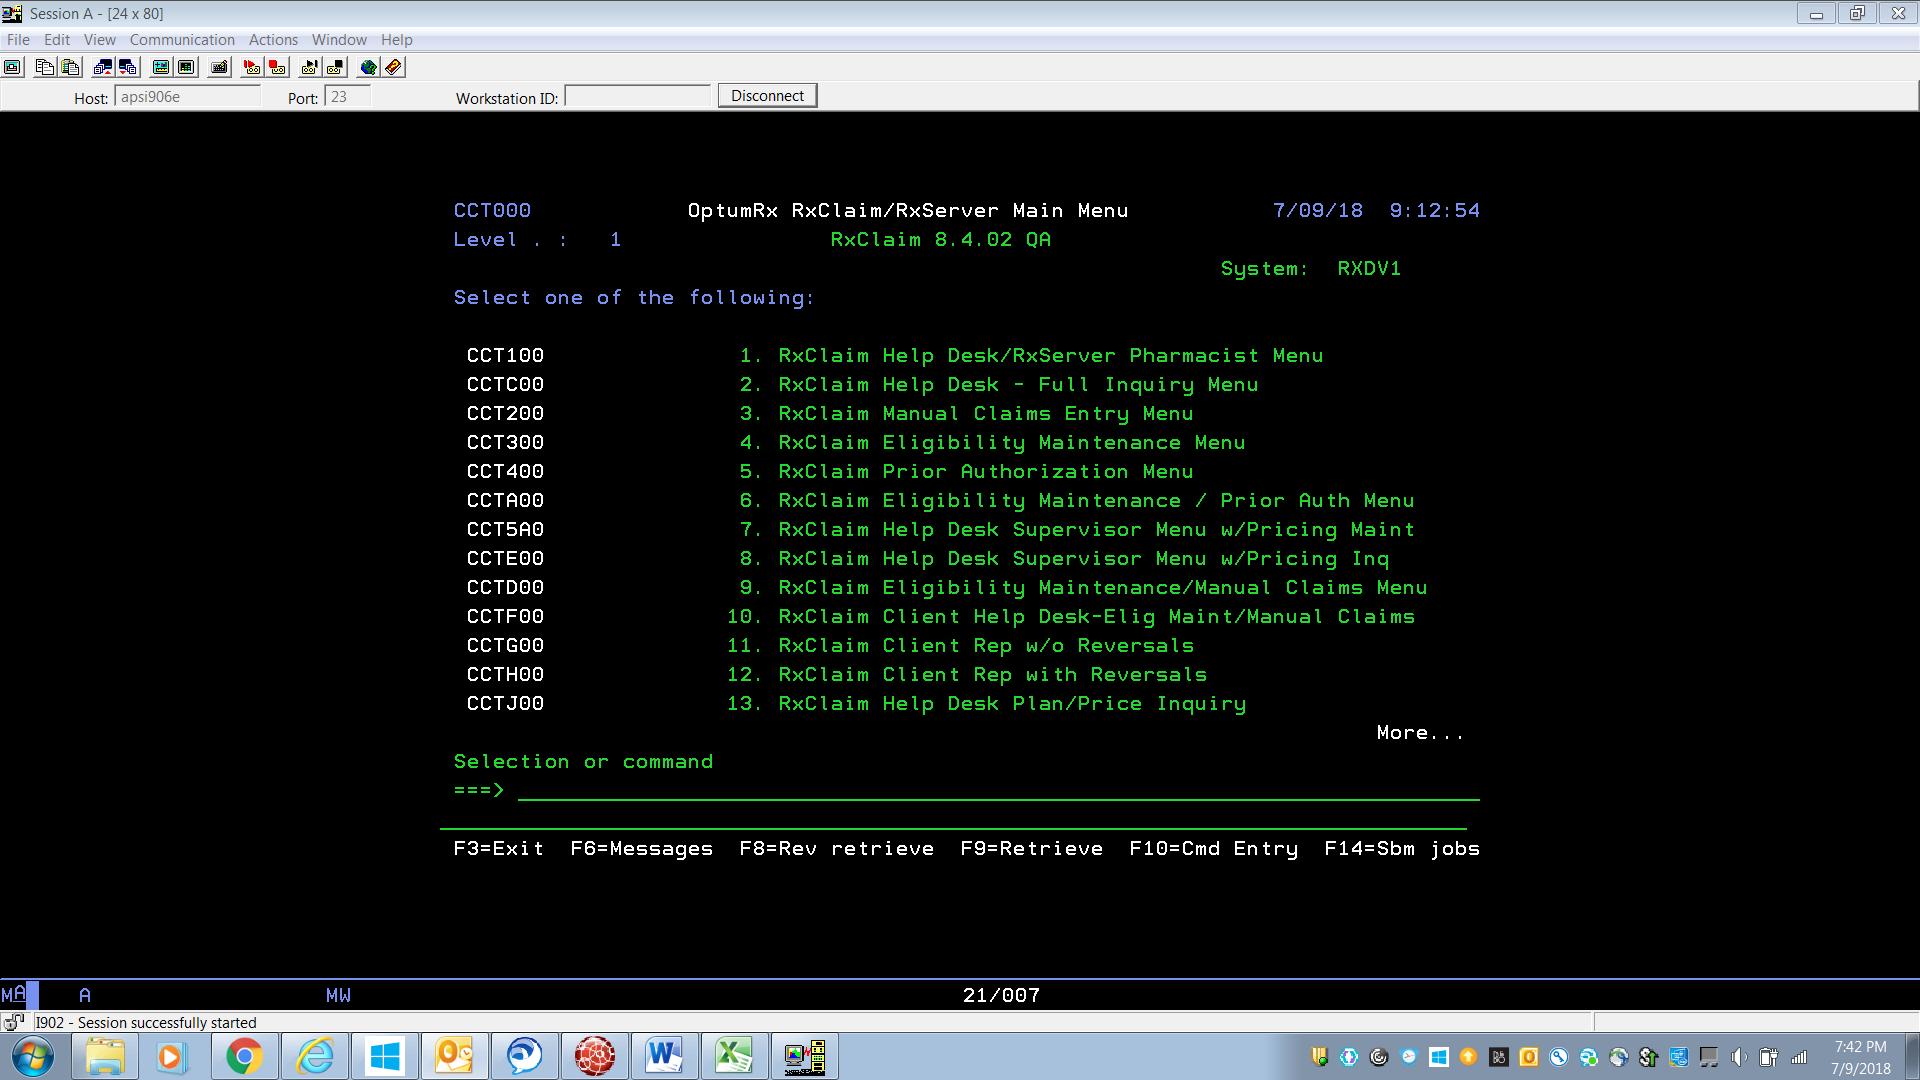 Session A - [24 x 80]
File Edit View Communication Actions Window Help
Host: apsi906e Port: 23 Workstation ID: Disconnect
CCT000 OptumRx RxClaim/RxServer Main Menu 7/09/18 9:12:54
Level . : 1 RxClaim 8.4.02 QA
System: RXDV1
Select one of the following:
CCT100 1. RxClaim Help Desk/RxServer Pharmacist Menu
CCTC00 2. RxClaim Help Desk - Full Inquiry Menu
CCT200 3. RxClaim Manual Claims Entry Menu
CCT300 4. RxClaim Eligibility Maintenance Menu
CCT400 5. RxClaim Prior Authorization Menu
CCTA00 6. RxClaim Eligibility Maintenance / Prior Auth Menu
CCT5A0 7. RxClaim Help Desk Supervisor Menu w/Pricing Maint
CCTE00 8. RxClaim Help Desk Supervisor Menu w/Pricing Inq
CCTD00 9. RxClaim Eligibility Maintenance/Manual Claims Menu
CCTF00 10. RxClaim Client Help Desk-Elig Maint/Manual Claims
CCTG00 11. RxClaim Client Rep w/o Reversals
CCTH00 12. RxClaim Client Rep with Reversals
CCTJ00 13. RxClaim Help Desk Plan/Price Inquiry
More...
Selection or command
===>
F3=Exit F6=Messages F8=Rev retrieve F9=Retrieve F10=Cmd Entry F14=Sbm jobs
MA A MW 21/007
I902 - Session successfully started
7:42 PM
7/9/2018